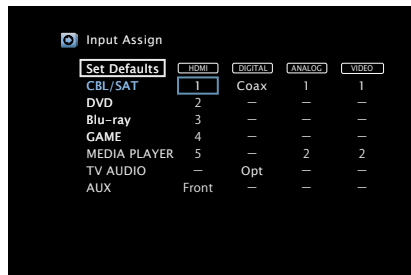 Input Assign
Set Defaults HDMI DIGITAL ANALOG VIDEO
CBL/SAT 1 Coax 1 1
DVD 2 – – –
Blu-ray 3 – – –
GAME 4 – – –
MEDIA PLAYER 5 – 2 2
TV AUDIO – Opt – –
AUX Front – – –